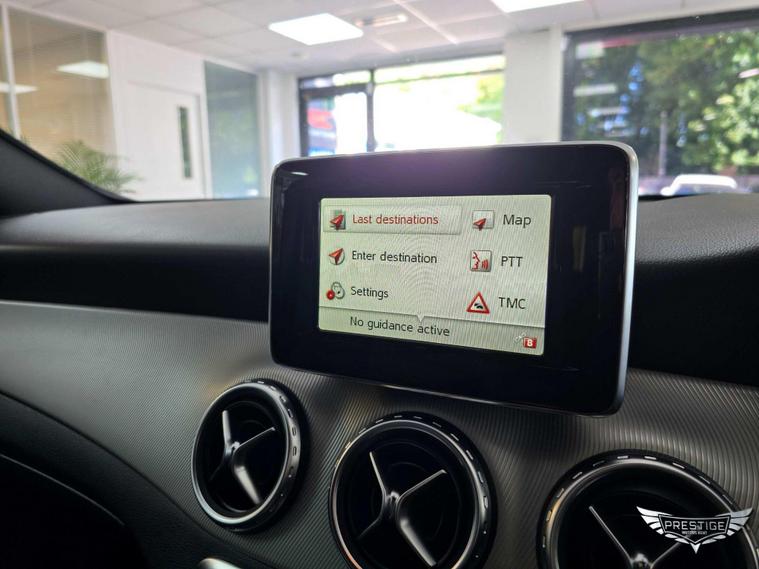 Last destinations
Map
Enter destination
PTT
Settings
TMC
No guidance active
B
PRESTIGE